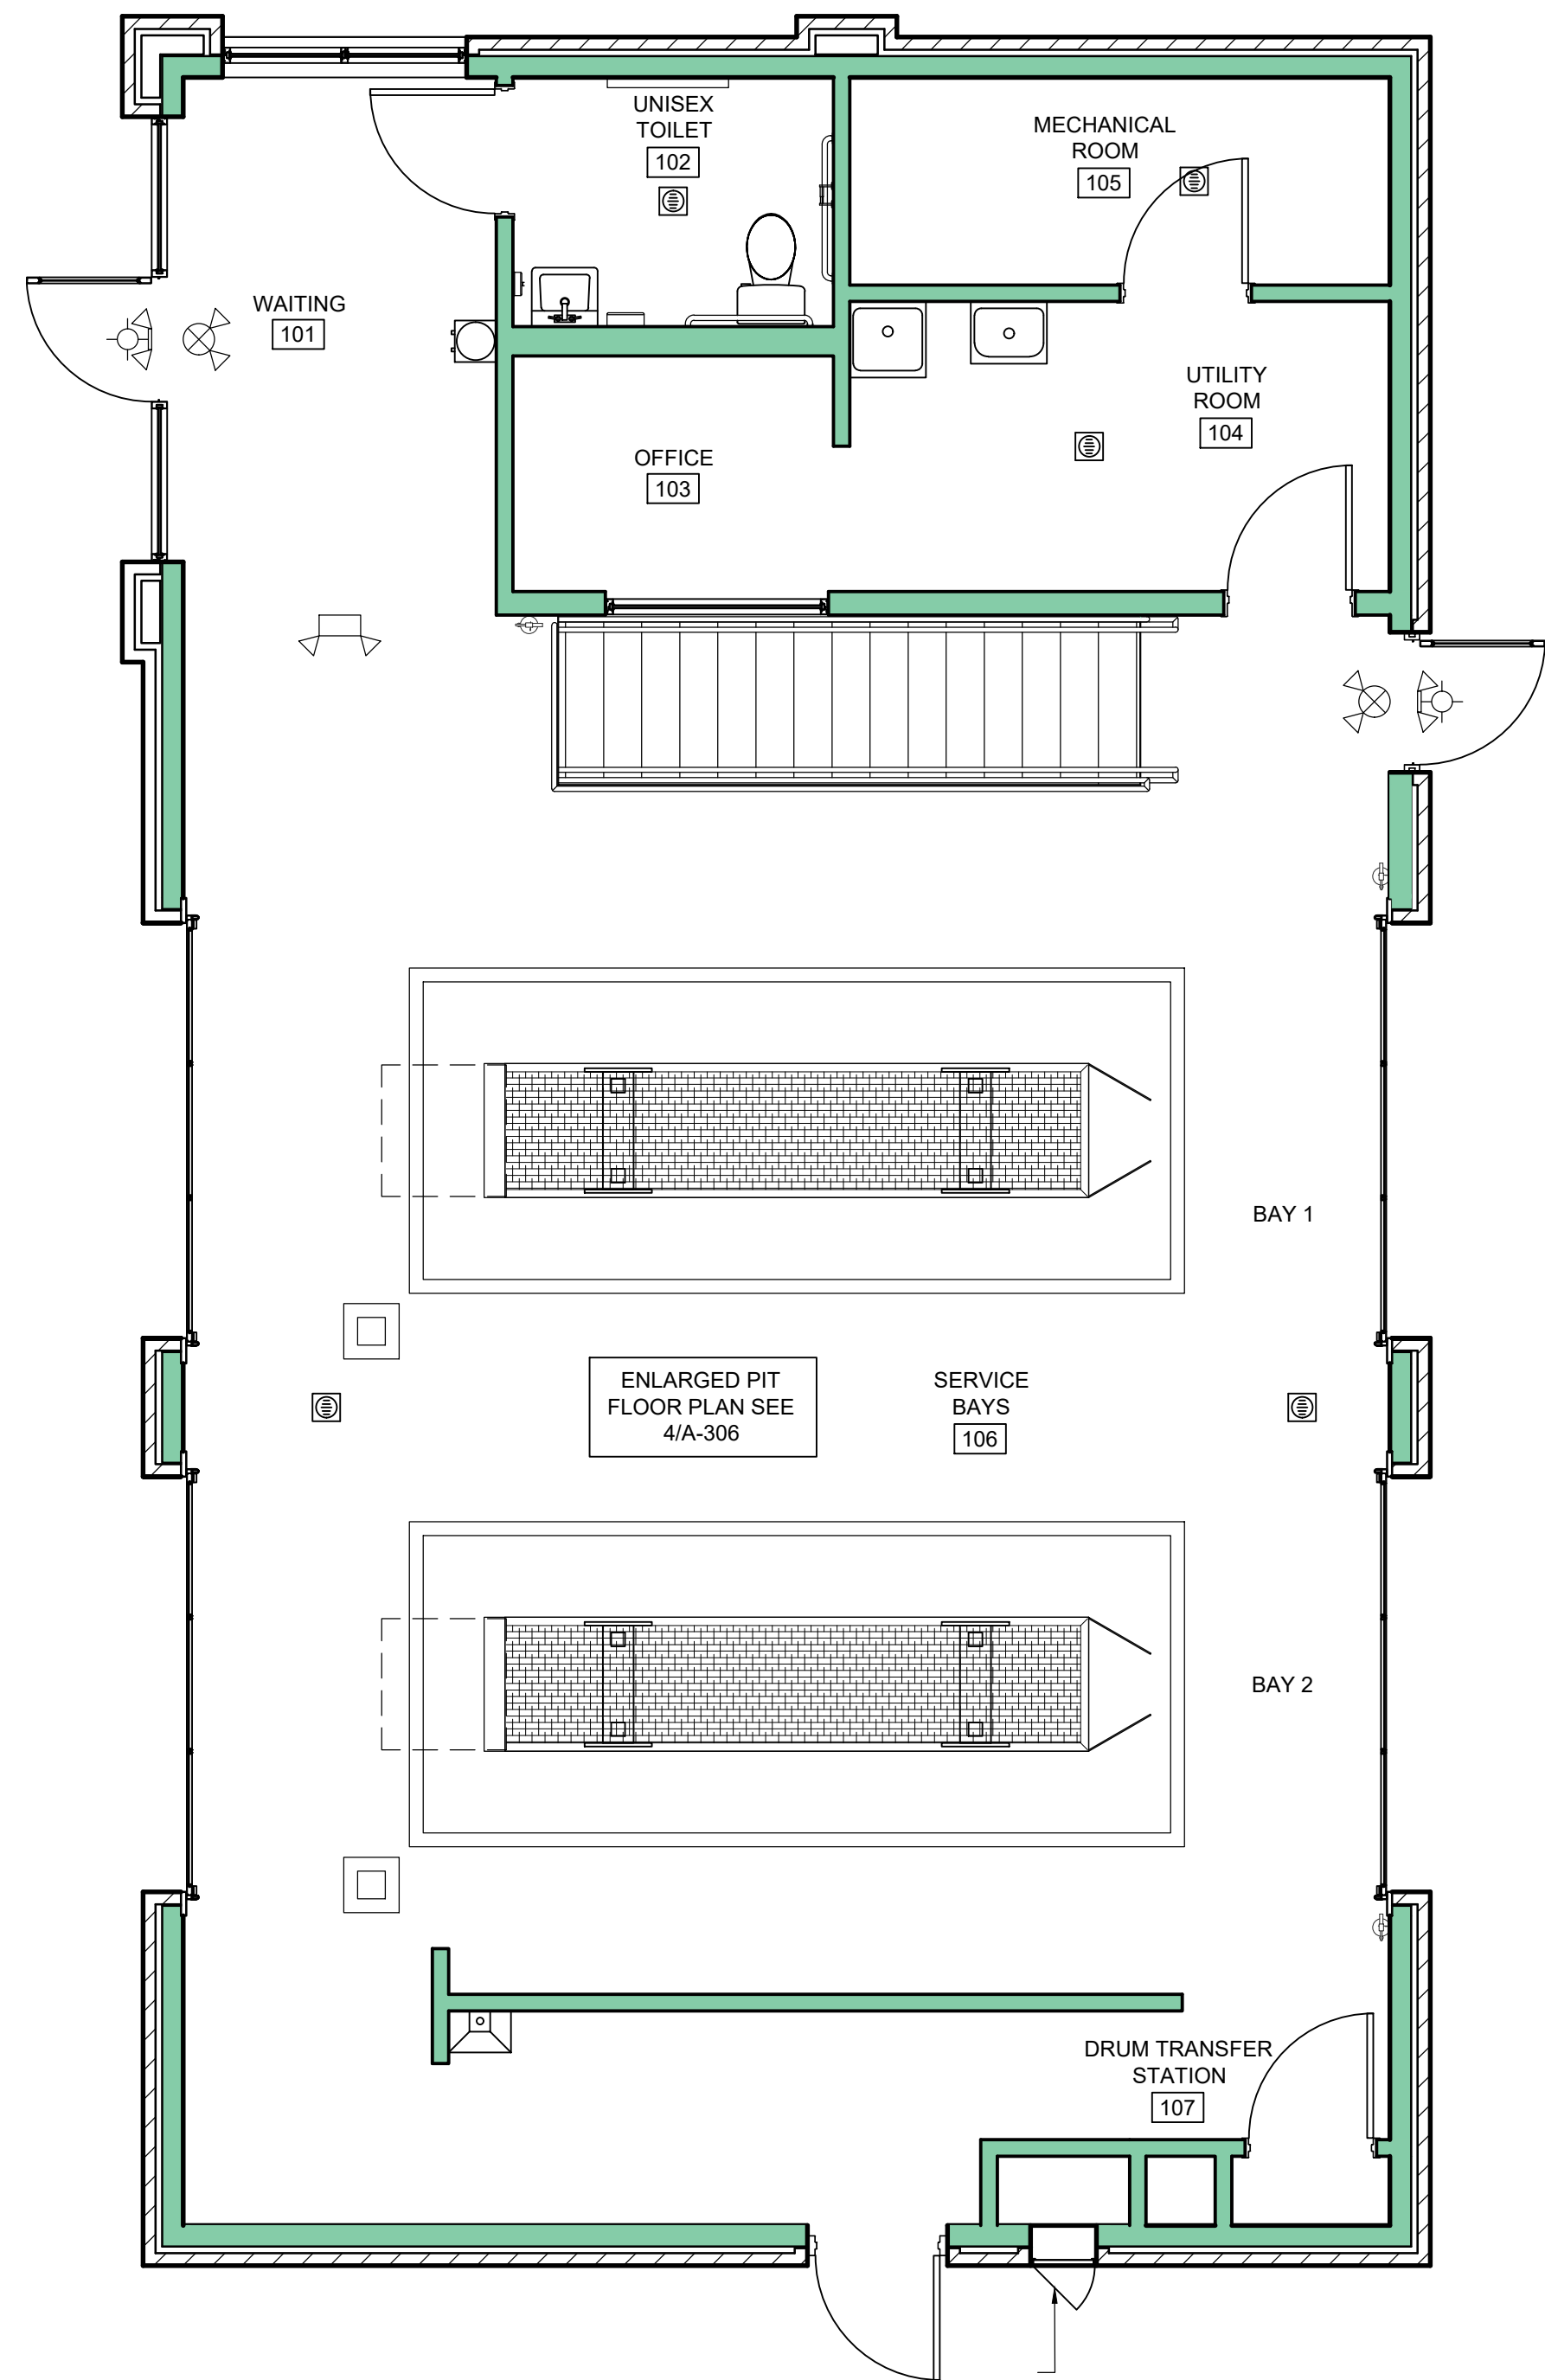 UNISEX
TOILET
102
MECHANICAL
ROOM
105
WAITING
101
UTILITY
ROOM
104
OFFICE
103
BAY 1
ENLARGED PIT
FLOOR PLAN SEE
4/A-306
SERVICE
BAYS
106
BAY 2
DRUM TRANSFER
STATION
107